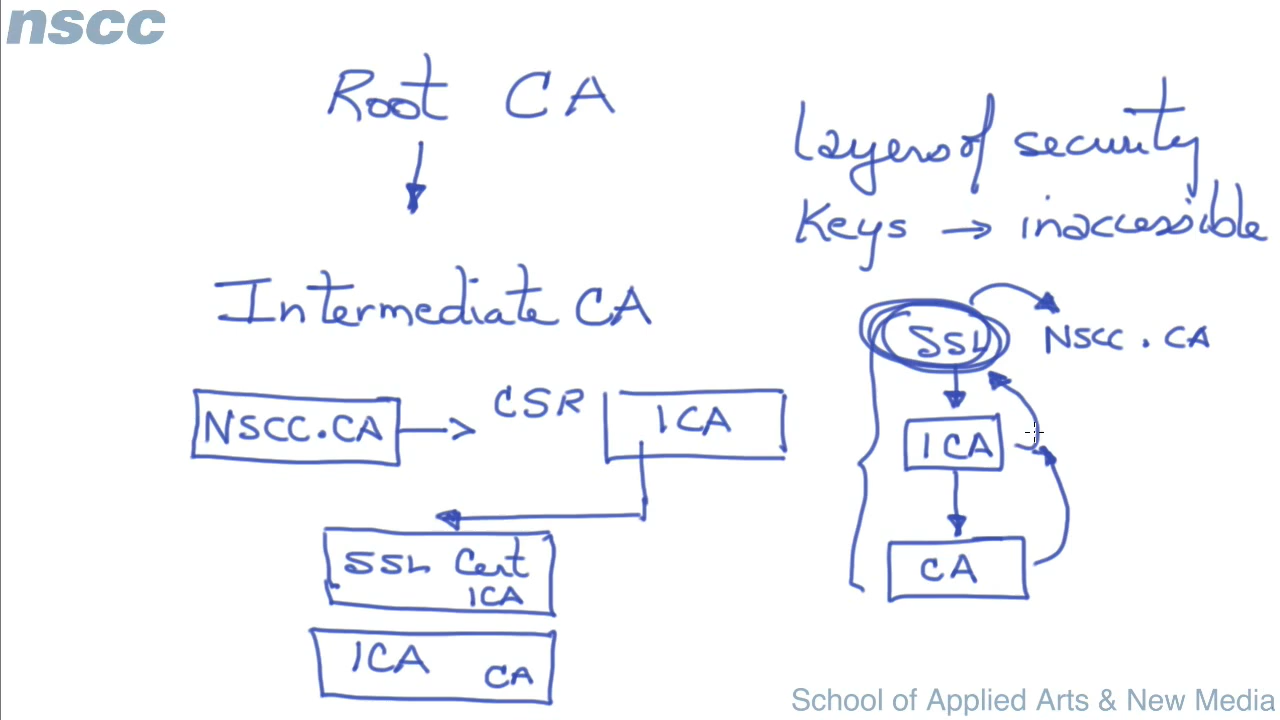 nscc
Root CA
Layers of security
Keys → inaccessible
Intermediate CA
SSL
NSCC.CA
NSCC.CA → CSR
ICA
ICA
SSL Cert
ICA
CA
ICA
CA
School of Applied Arts & New Media